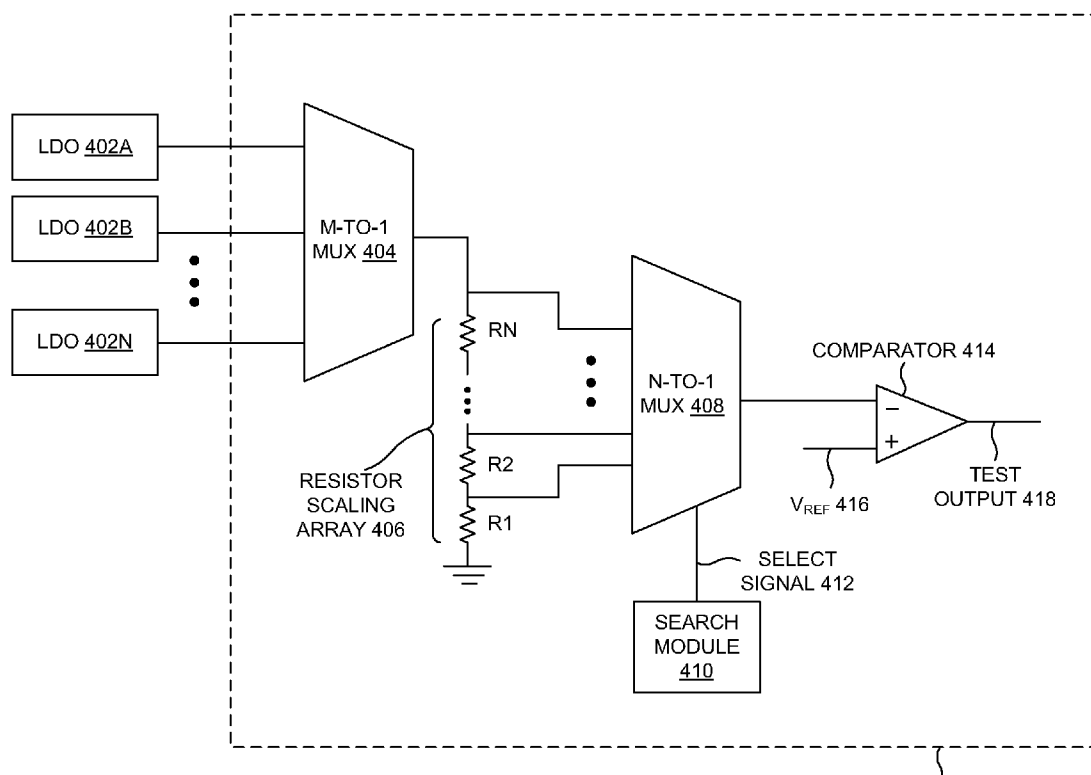 LDO 402A
LDO 402B
LDO 402N
M-TO-1
MUX 404
RN
R2
R1
RESISTOR
SCALING
ARRAY 406
N-TO-1
MUX 408
SELECT
SIGNAL 412
SEARCH
MODULE
410
COMPARATOR 414
−
+
VREF 416
TEST
OUTPUT 418